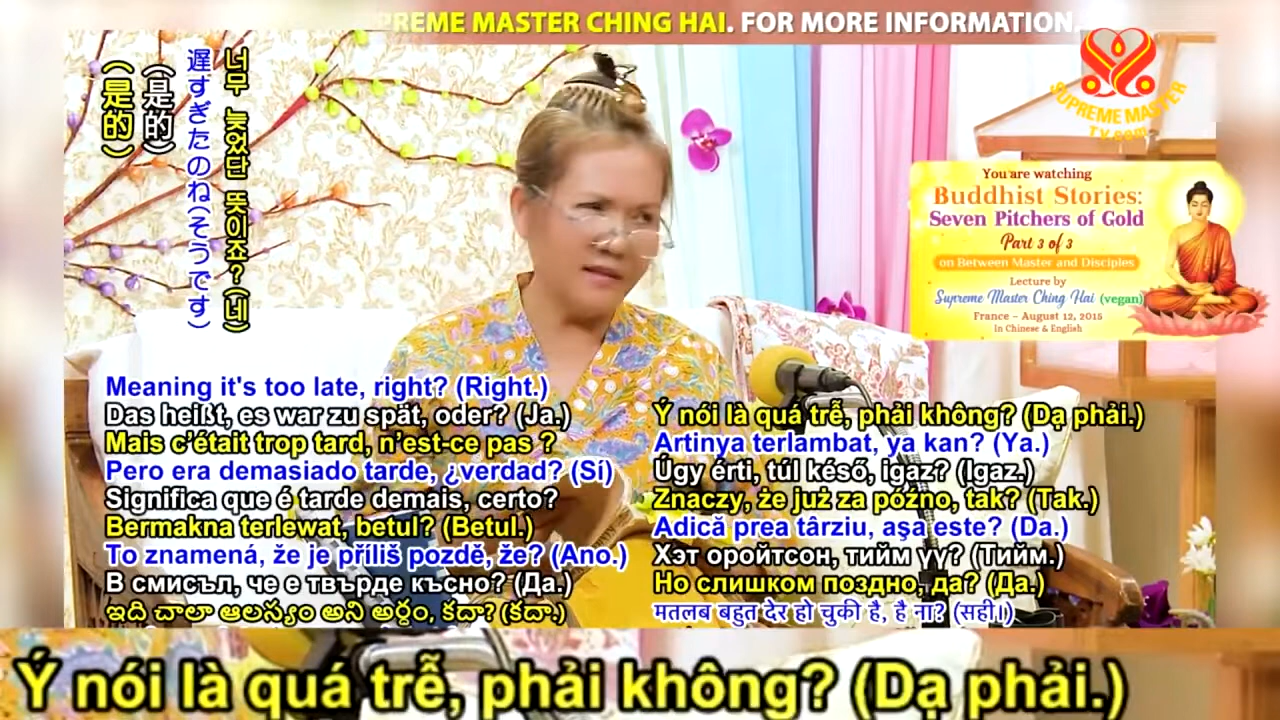 PREME MASTER CHING HAI. FOR MORE INFORMATION.
SUPREME MASTER
TV.com
You are watching
Buddhist Stories:
Seven Pitchers of Gold
Part 3 of 3
on Between Master and Disciples
Lecture by
Supreme Master Ching Hai (vegan)
France – August 12, 2015
In Chinese & English
너무 늦었단 뜻이죠? (네)
遅すぎたのね(そうです)
(是的)
(是的)
Meaning it's too late, right? (Right.)
Das heißt, es war zu spät, oder? (Ja.)
Mais c’était trop tard, n’est-ce pas ?
Pero era demasiado tarde, ¿verdad? (Sí)
Significa que é tarde demais, certo?
Bermakna terlewat, betul? (Betul.)
To znamená, že je příliš pozdě, že? (Ano.)
В смисъл, че е твърде късно? (Да.)
ఇది చాలా ఆలస్యం అని అర్థం, కదా? (కదా.)
Ý nói là quá trễ, phải không? (Dạ phải.)
Artinya terlambat, ya kan? (Ya.)
Úgy érti, túl késő, igaz? (Igaz.)
Znaczy, że już za późno, tak? (Tak.)
Adică prea târziu, aşa este? (Da.)
Хэт оройтсон, тийм үү? (Тийм.)
Но слишком поздно, да? (Да.)
मतलब बहुत देर हो चुकी है, है ना? (सही।)
Ý nói là quá trễ, phải không? (Dạ phải.)